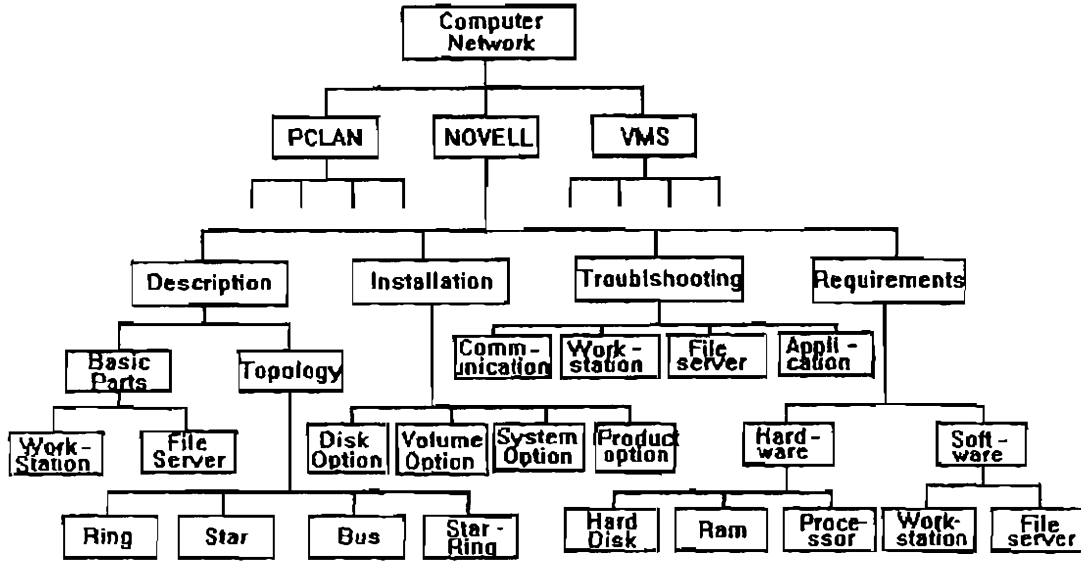 Computer
Network
PCLAN
NOVELL
VMS
Description
Installation
Troublshooting
Requirements
Basic
Parts
Topology
Comm-
unication
Work-
station
File
server
Appli-
cation
Work-
Station
File
Server
Disk
Option
Volume
Option
System
Option
Product
option
Hard-
ware
Soft-
ware
Ring
Star
Bus
Star-
Ring
Hard
Disk
Ram
Proce-
ssor
Work-
station
File
server